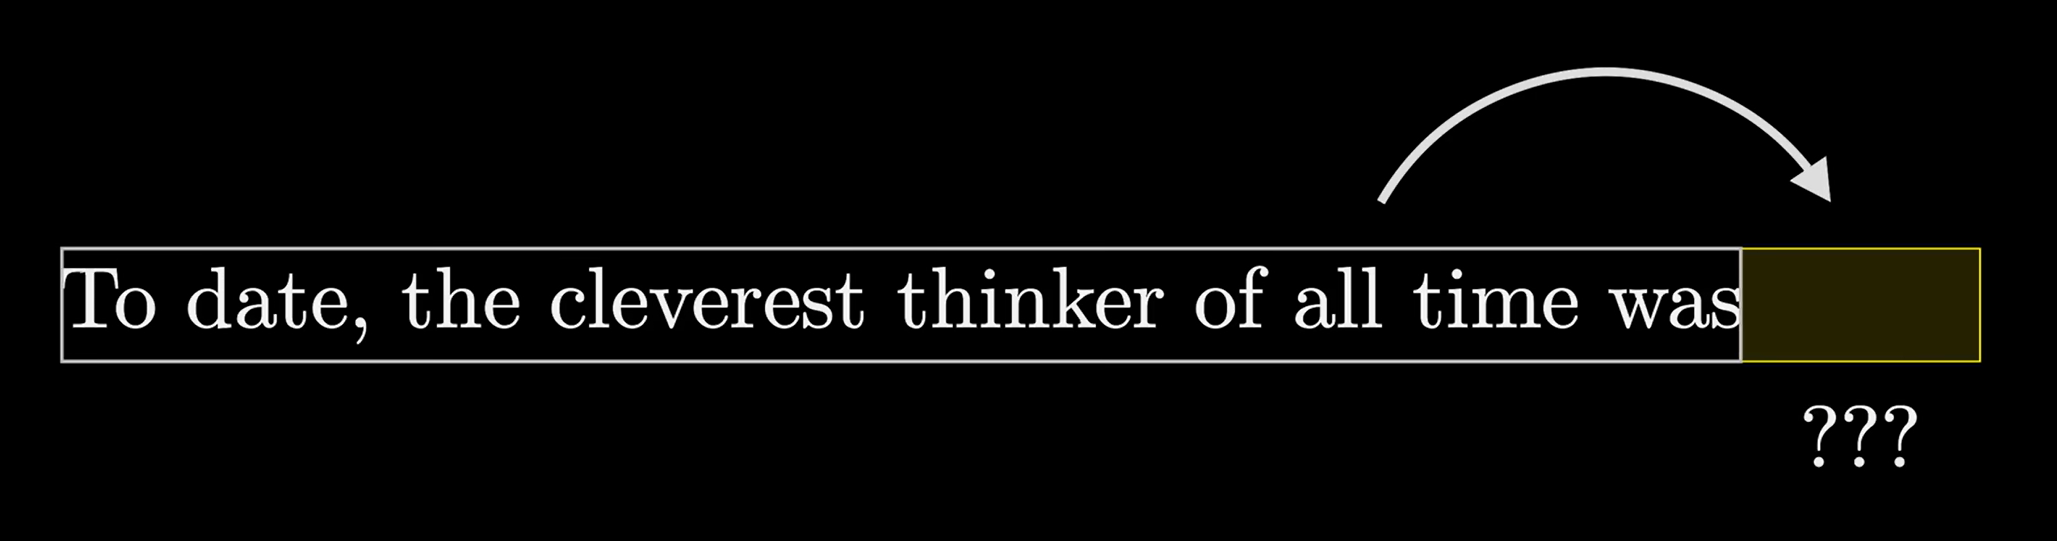 To date, the cleverest thinker of all time was
???